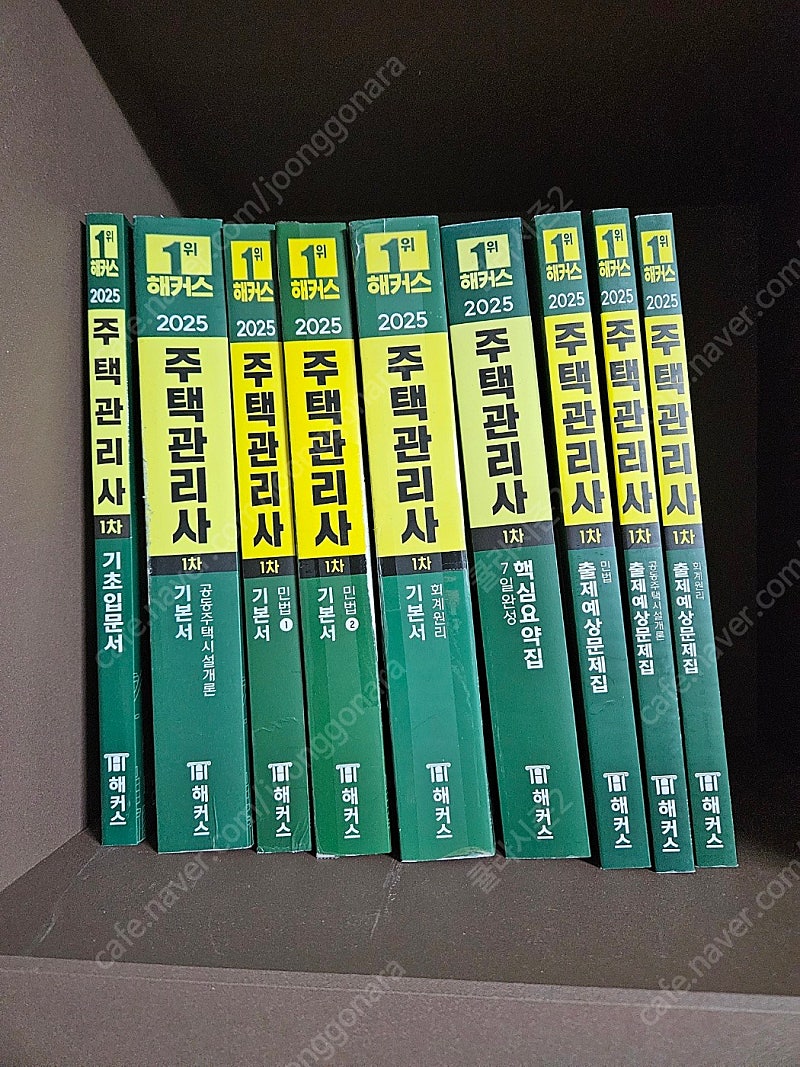 1위
해커스
2025
주택관리사
1차
기초입문서
해커스
1위
해커스
2025
주택관리사
1차
기본서
공동주택시설개론
해커스
1위
해커스
2025
주택관리사
1차
기본서
민법 1
해커스
1위
해커스
2025
주택관리사
1차
기본서
민법 2
해커스
1위
해커스
2025
주택관리사
1차
기본서
회계원리
해커스
1위
해커스
2025
주택관리사
1차
7일완성
핵심요약집
해커스
1위
해커스
2025
주택관리사
1차
민법
출제예상문제집
해커스
1위
해커스
2025
주택관리사
1차
공동주택시설개론
출제예상문제집
해커스
1위
해커스
2025
주택관리사
1차
회계원리
출제예상문제집
해커스
cafe.naver.com/joonggonara